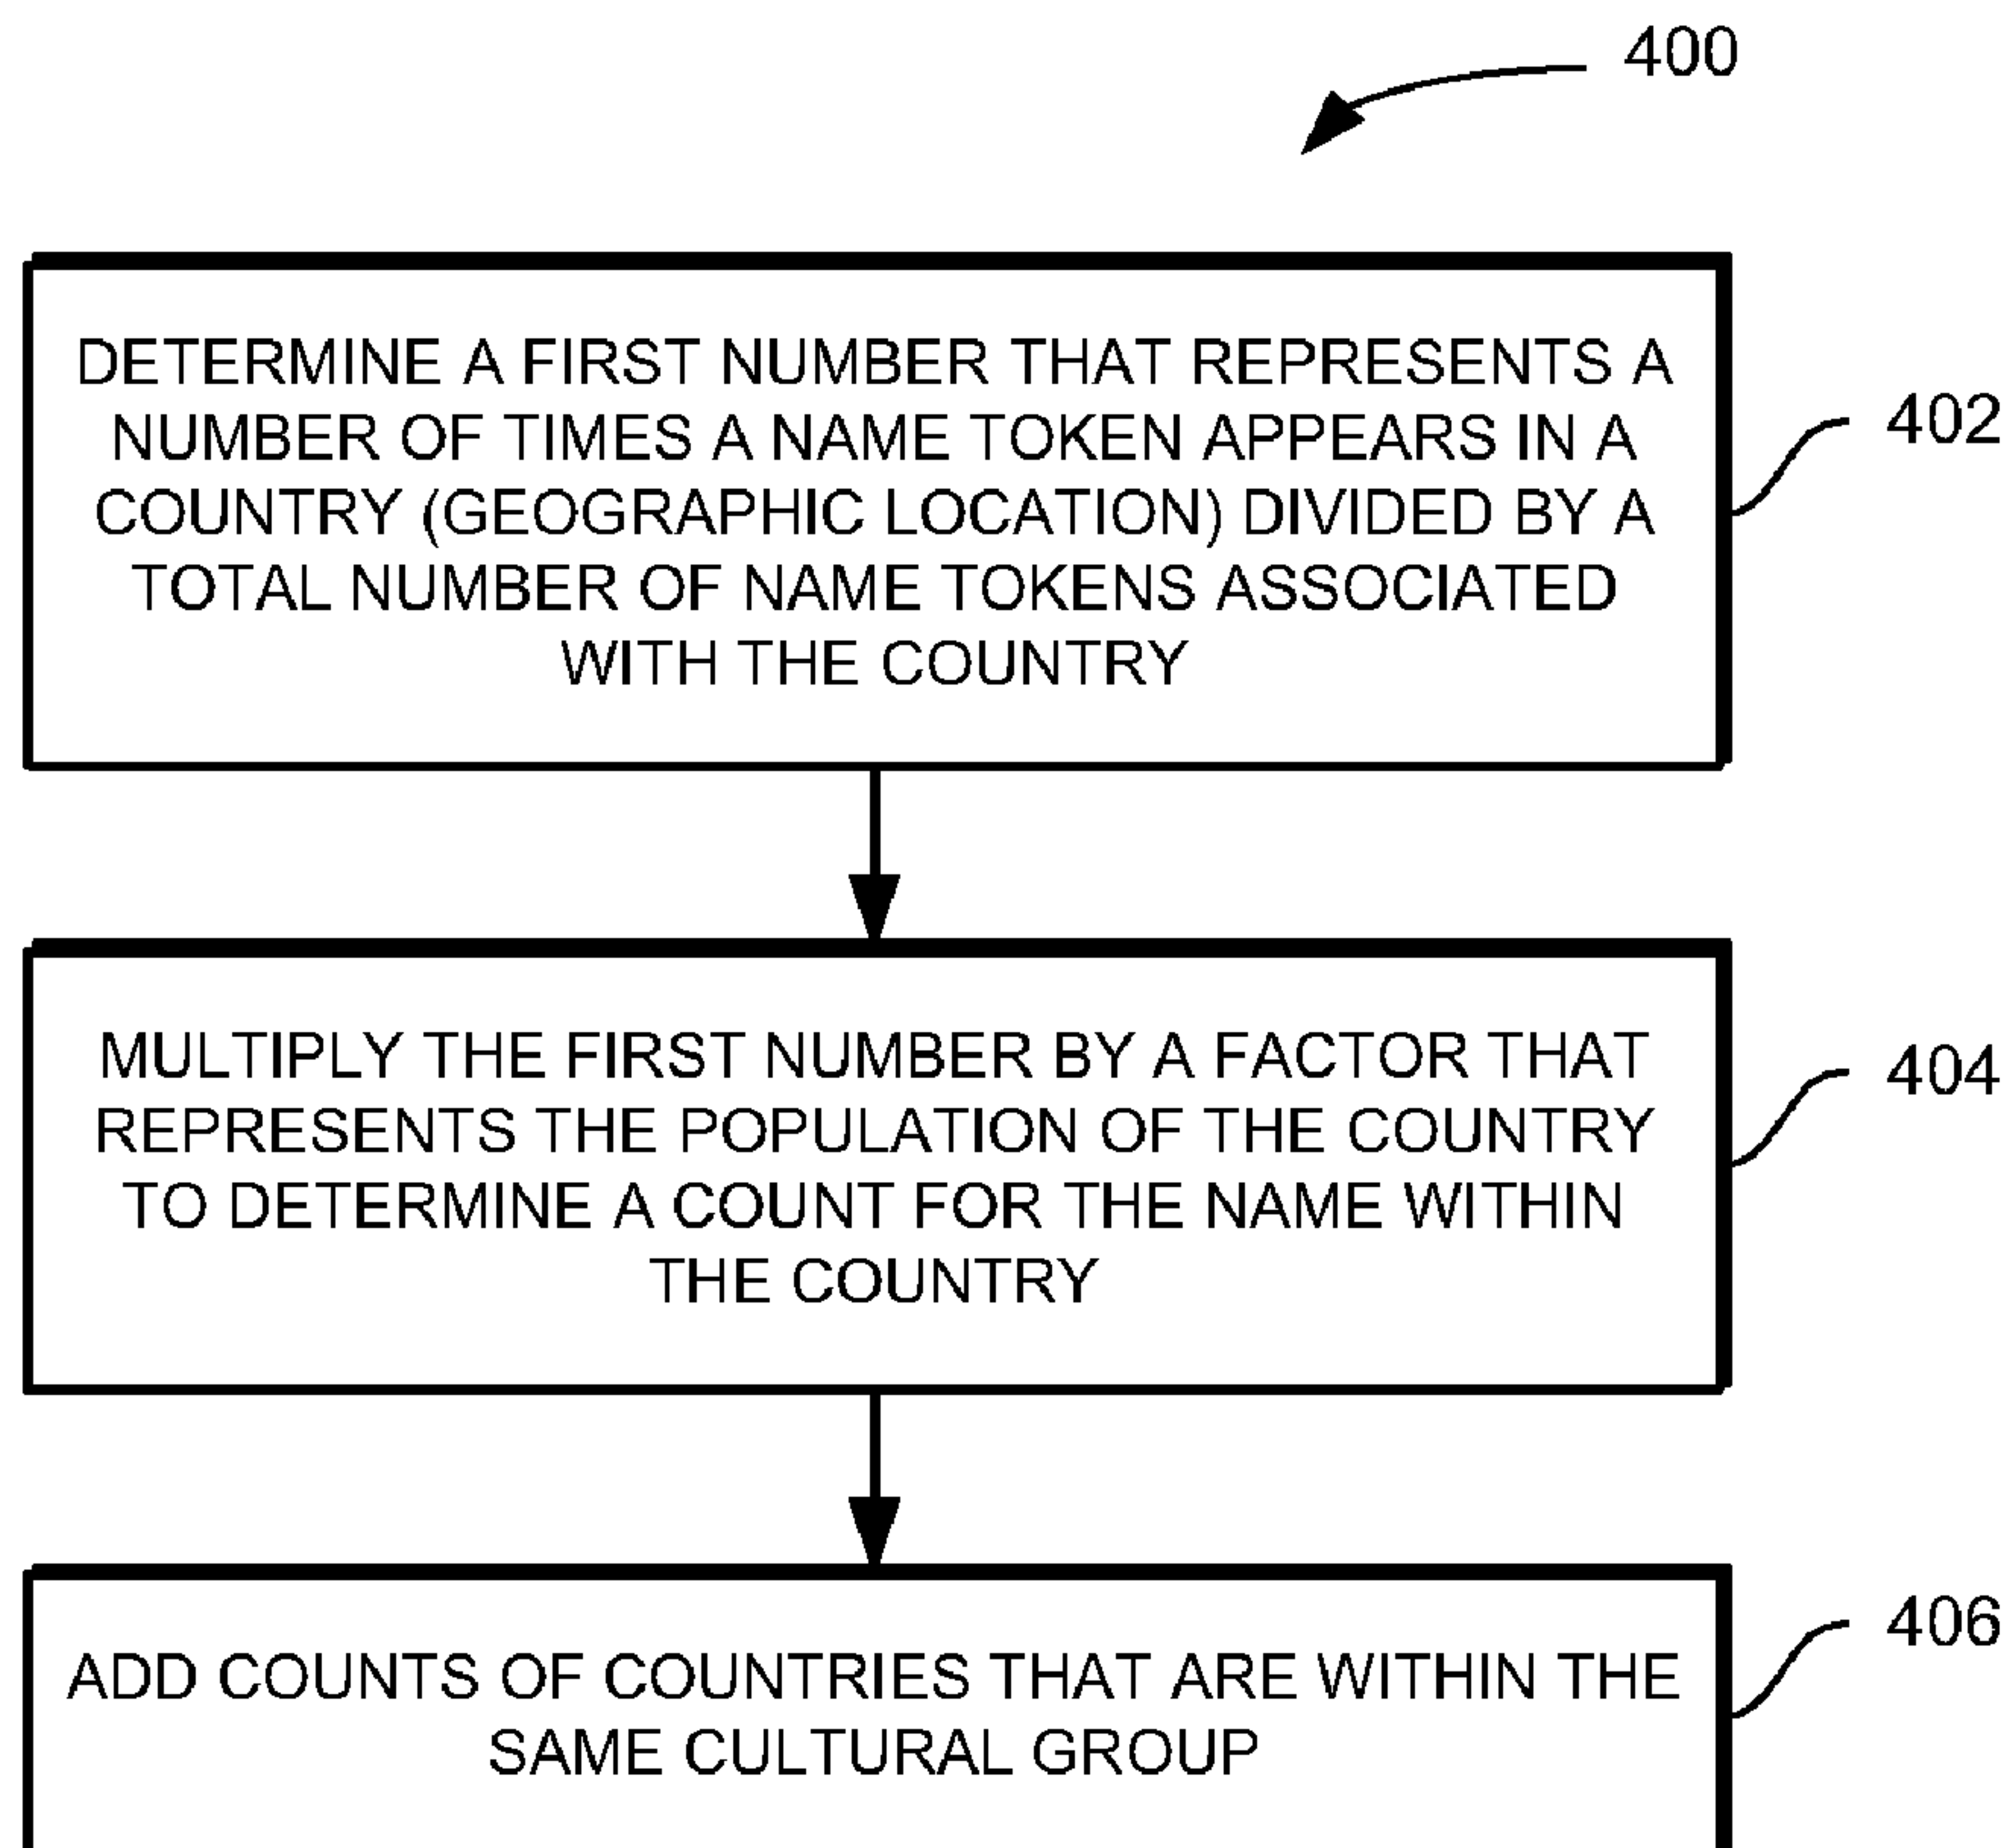 400
DETERMINE A FIRST NUMBER THAT REPRESENTS A
NUMBER OF TIMES A NAME TOKEN APPEARS IN A
COUNTRY (GEOGRAPHIC LOCATION) DIVIDED BY A
TOTAL NUMBER OF NAME TOKENS ASSOCIATED
WITH THE COUNTRY
402
MULTIPLY THE FIRST NUMBER BY A FACTOR THAT
REPRESENTS THE POPULATION OF THE COUNTRY
TO DETERMINE A COUNT FOR THE NAME WITHIN
THE COUNTRY
404
ADD COUNTS OF COUNTRIES THAT ARE WITHIN THE
SAME CULTURAL GROUP
406